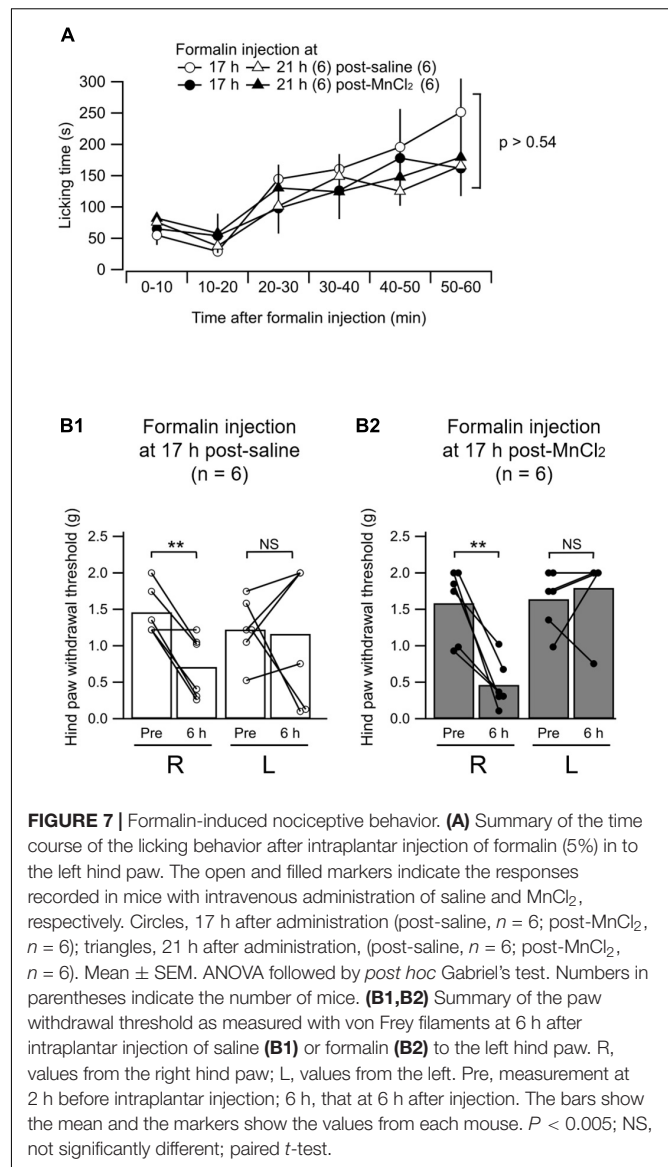 A
Formalin injection at
17 h 21 h (6) post-saline (6)
17 h 21 h (6) post-MnCl₂ (6)
300
250
200
150
100
50
0
Licking time (s)
p > 0.54
0-10 10-20 20-30 30-40 40-50 50-60
Time after formalin injection (min)
B1 Formalin injection
at 17 h post-saline
(n = 6)
Hind paw withdrawal threshold (g)
2.5
2.0
1.5
1.0
0.5
0.0
** NS
Pre 6 h Pre 6 h
R L
B2 Formalin injection
at 17 h post-MnCl₂
(n = 6)
Hind paw withdrawal threshold (g)
2.5
2.0
1.5
1.0
0.5
0.0
** NS
Pre 6 h Pre 6 h
R L
FIGURE 7 | Formalin-induced nociceptive behavior. (A) Summary of the time
course of the licking behavior after intraplantar injection of formalin (5%) in to
the left hind paw. The open and filled markers indicate the responses
recorded in mice with intravenous administration of saline and MnCl₂,
respectively. Circles, 17 h after administration (post-saline, n = 6; post-MnCl₂,
n = 6); triangles, 21 h after administration, (post-saline, n = 6; post-MnCl₂,
n = 6). Mean ± SEM. ANOVA followed by post hoc Gabriel's test. Numbers in
parentheses indicate the number of mice. (B1,B2) Summary of the paw
withdrawal threshold as measured with von Frey filaments at 6 h after
intraplantar injection of saline (B1) or formalin (B2) to the left hind paw. R,
values from the right hind paw; L, values from the left. Pre, measurement at
2 h before intraplantar injection; 6 h, that at 6 h after injection. The bars show
the mean and the markers show the values from each mouse. P < 0.005; NS,
not significantly different; paired t-test.